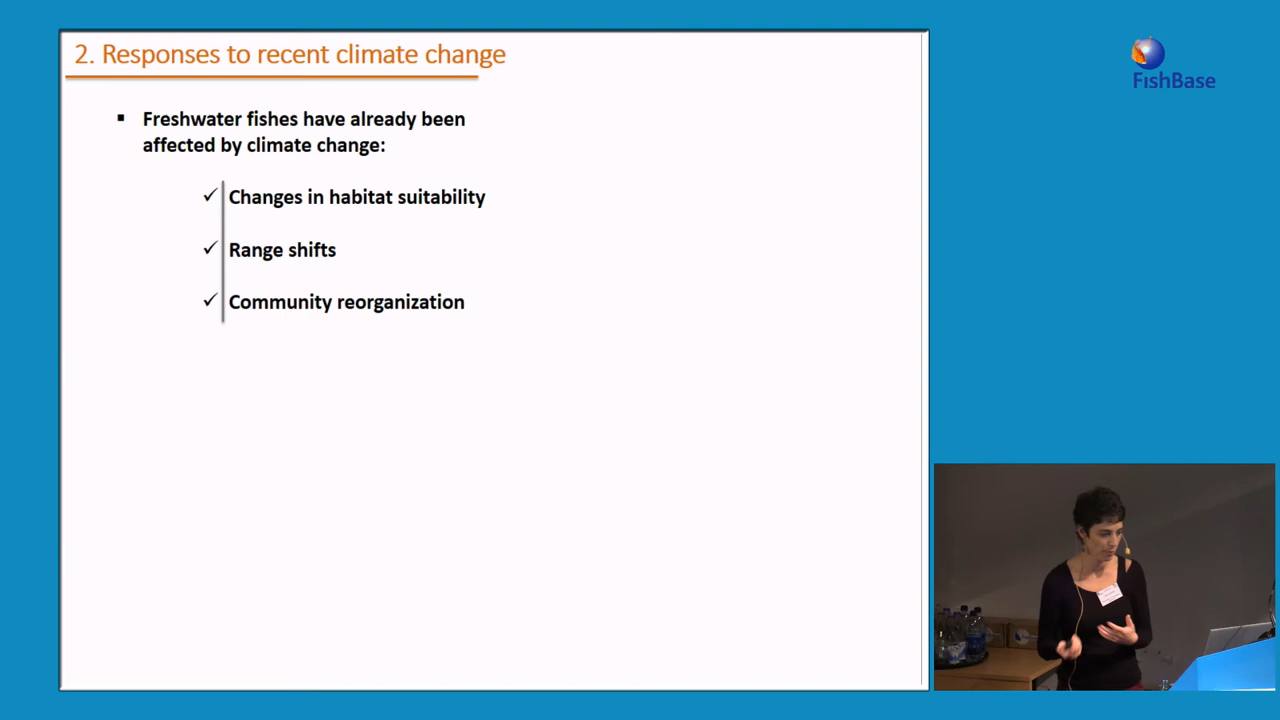 2. Responses to recent climate change
FishBase
▪ Freshwater fishes have already been
affected by climate change:
✓ Changes in habitat suitability
✓ Range shifts
✓ Community reorganization